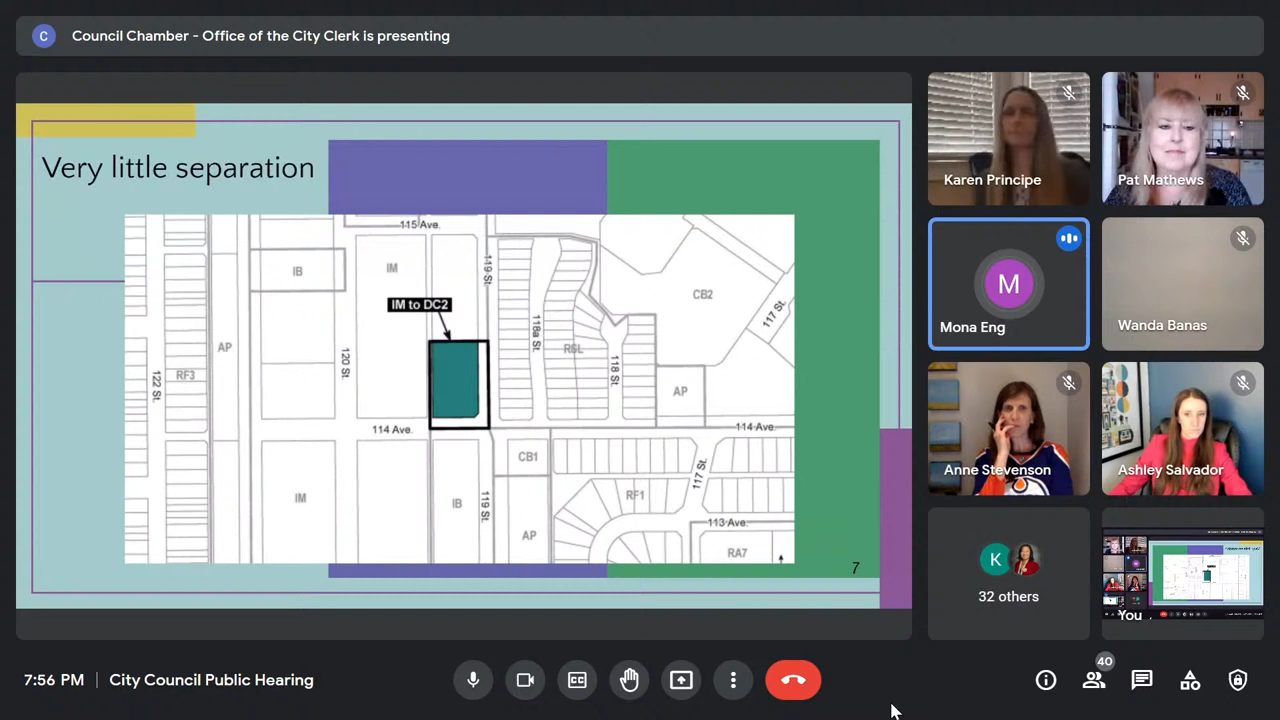 C
Council Chamber - Office of the City Clerk is presenting
Very little separation
115 Ave.
IB
IM
119 St.
CB2
117 St.
IM to DC2
118a St.
AP
120 St.
RSL
118 St.
122 St.
RF3
AP
114 Ave.
114 Ave.
CB1
117 St.
IM
IB
119 St.
RF1
113 Ave.
AP
RA7
7
Karen Principe
Pat Mathews
M
Mona Eng
Wanda Banas
Anne Stevenson
Ashley Salvador
K
32 others
You
7:56 PM
City Council Public Hearing
CC
40